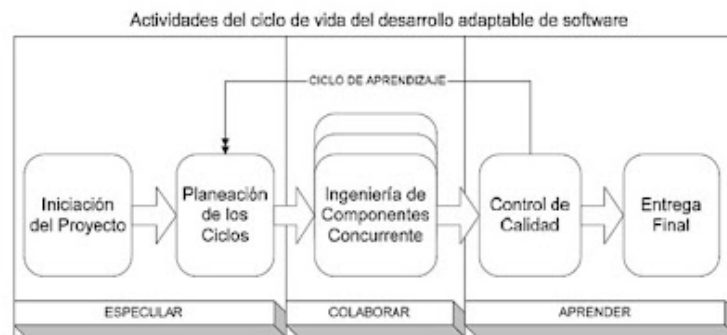 Actividades del ciclo de vida del desarrollo adaptable de software
CICLO DE APRENDIZAJE
Iniciación
del Proyecto
Planeación
de los
Ciclos
Ingeniería de
Componentes
Concurrente
Control de
Calidad
Entrega
Final
ESPECULAR
COLABORAR
APRENDER